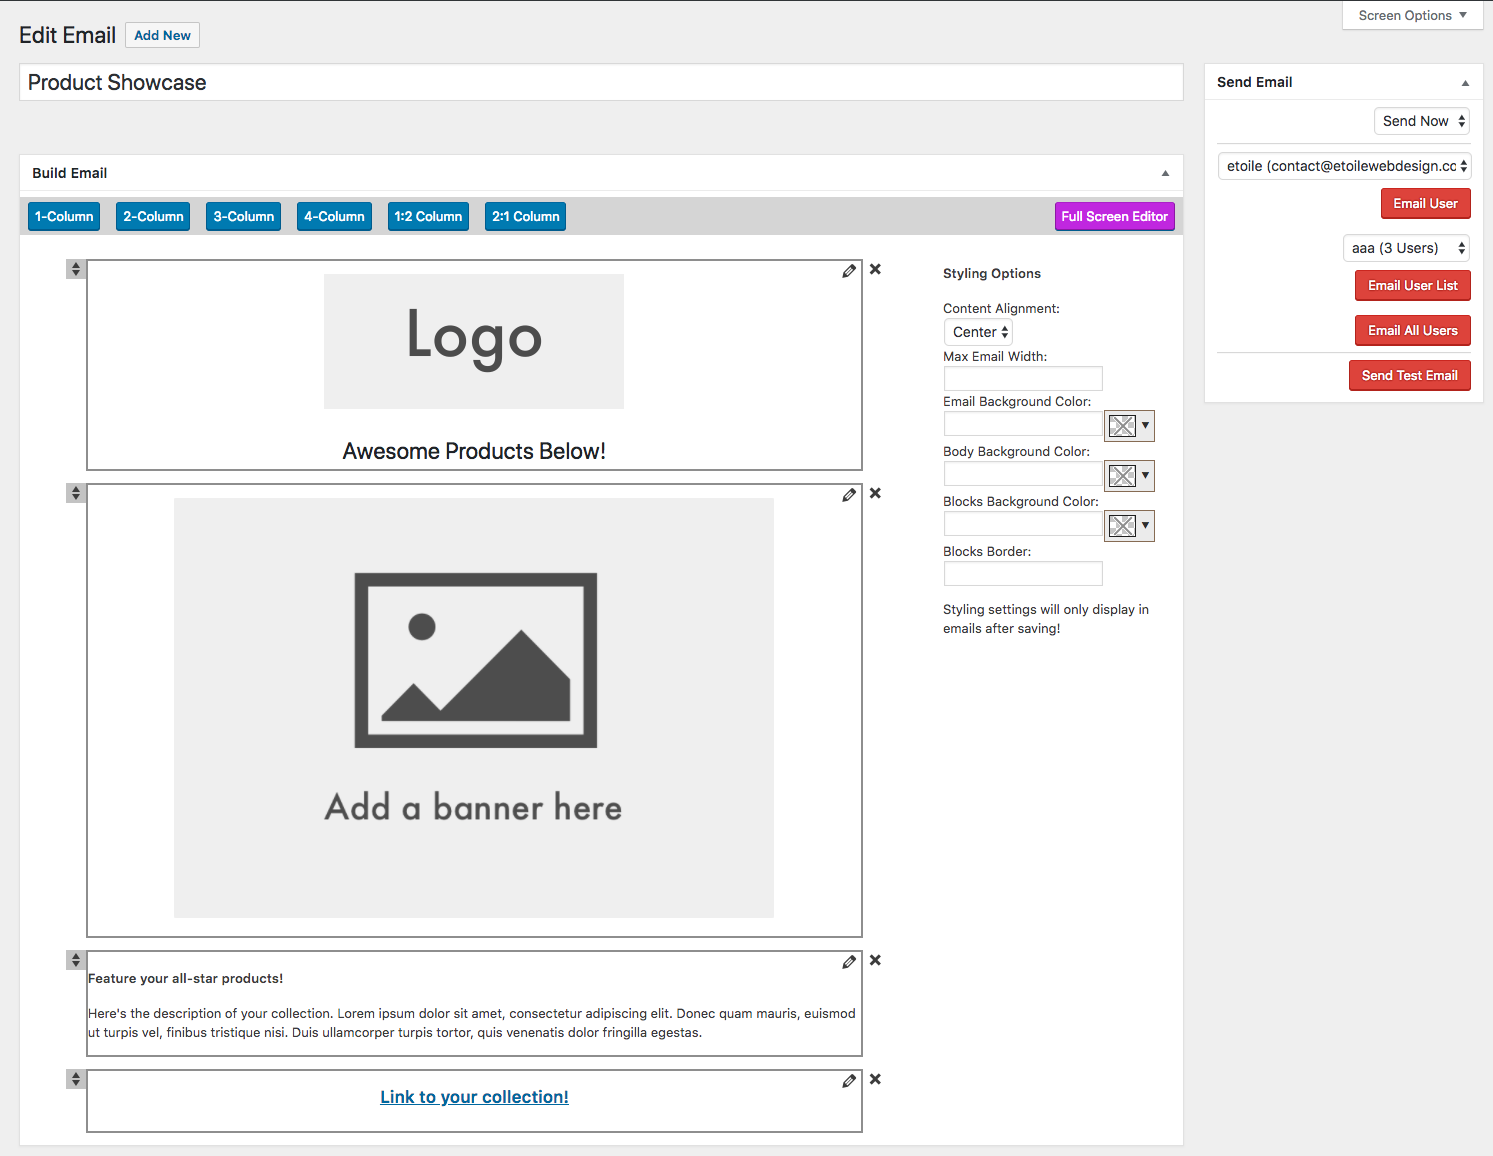 Screen Options
Edit Email Add New
Product Showcase
Build Email
1-Column 2-Column 3-Column 4-Column 1:2 Column 2:1 Column Full Screen Editor
Logo
Awesome Products Below!
Add a banner here
Feature your all-star products!
Here's the description of your collection. Lorem ipsum dolor sit amet, consectetur adipiscing elit. Donec quam mauris, euismod
ut turpis vel, finibus tristique nisi. Duis ullamcorper turpis tortor, quis venenatis dolor fringilla egestas.
Link to your collection!
Styling Options
Content Alignment:
Center
Max Email Width:
Email Background Color:
Body Background Color:
Blocks Background Color:
Blocks Border:
Styling settings will only display in
emails after saving!
Send Email
Send Now
etoile (contact@etoilewebdesign.cc
Email User
aaa (3 Users)
Email User List
Email All Users
Send Test Email